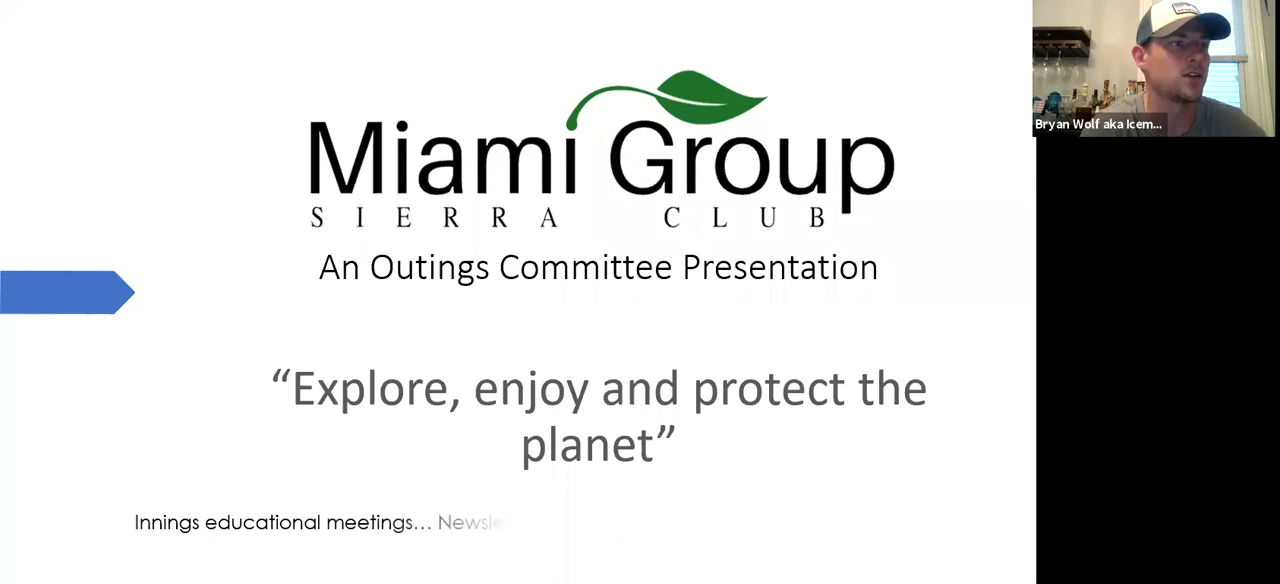 Miami Group
SIERRA CLUB
An Outings Committee Presentation
“Explore, enjoy and protect the
planet”
Innings educational meetings...
Bryan Wolf aka Icem...